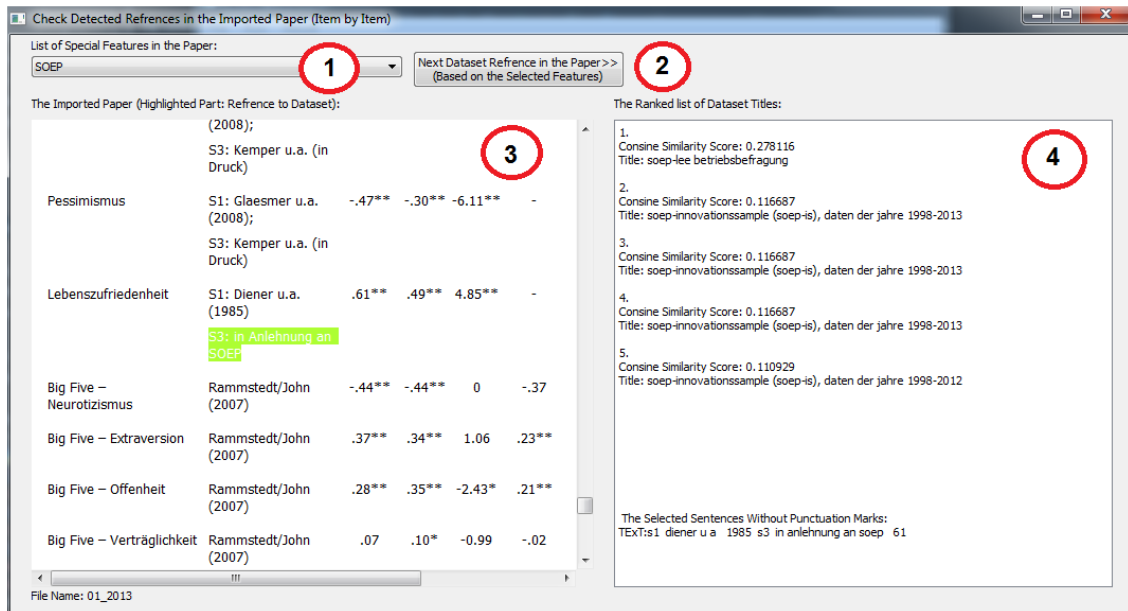 Check Detected Refrences in the Imported Paper (Item by Item)
List of Special Features in the Paper:
SOEP
1
Next Dataset Refrence in the Paper>>
(Based on the Selected Features)
2
The Imported Paper (Highlighted Part: Refrence to Dataset):
(2008);
S3: Kemper u.a. (in
Druck)
Pessimismus S1: Glaesmer u.a. -.47** -.30** -6.11** -
(2008);
S3: Kemper u.a. (in
Druck)
Lebenszufriedenheit S1: Diener u.a. .61** .49** 4.85** -
(1985)
S3: in Anlehnung an
SOEP
Big Five – Rammstedt/John -.44** -.44** 0 -.37
Neurotizismus (2007)
Big Five – Extraversion Rammstedt/John .37** .34** 1.06 .23**
(2007)
Big Five – Offenheit Rammstedt/John .28** .35** -2.43* .21**
(2007)
Big Five – Verträglichkeit Rammstedt/John .07 .10* -0.99 -.02
(2007)
3
File Name: 01_2013
The Ranked list of Dataset Titles:
4
1.
Consine Similarity Score: 0.278116
Title: soep-lee betriebsbefragung
2.
Consine Similarity Score: 0.116687
Title: soep-innovationssample (soep-is), daten der jahre 1998-2013
3.
Consine Similarity Score: 0.116687
Title: soep-innovationssample (soep-is), daten der jahre 1998-2013
4.
Consine Similarity Score: 0.116687
Title: soep-innovationssample (soep-is), daten der jahre 1998-2013
5.
Consine Similarity Score: 0.110929
Title: soep-innovationssample (soep-is), daten der jahre 1998-2012
The Selected Sentences Without Punctuation Marks:
TExT:s1 diener u a 1985 s3 in anlehnung an soep 61